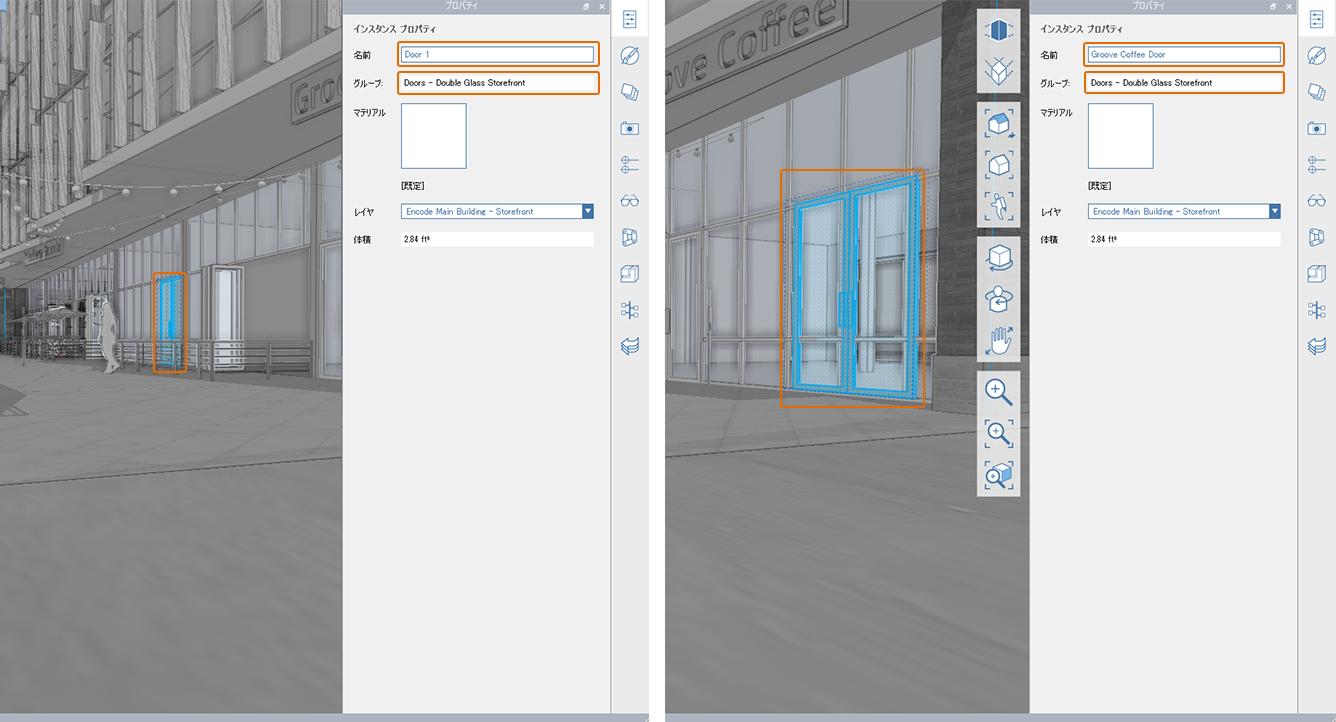 プロパティ
インスタンス プロパティ
名前
Door 1
グループ:
Doors - Double Glass Storefront
マテリアル
[既定]
レイヤ
Encode Main Building - Storefront
体積
2.84 ft³
Groo
ove Coffee
プロパティ
インスタンス プロパティ
名前
Groove Coffee Door
グループ:
Doors - Double Glass Storefront
マテリアル
[既定]
レイヤ
Encode Main Building - Storefront
体積
2.84 ft³